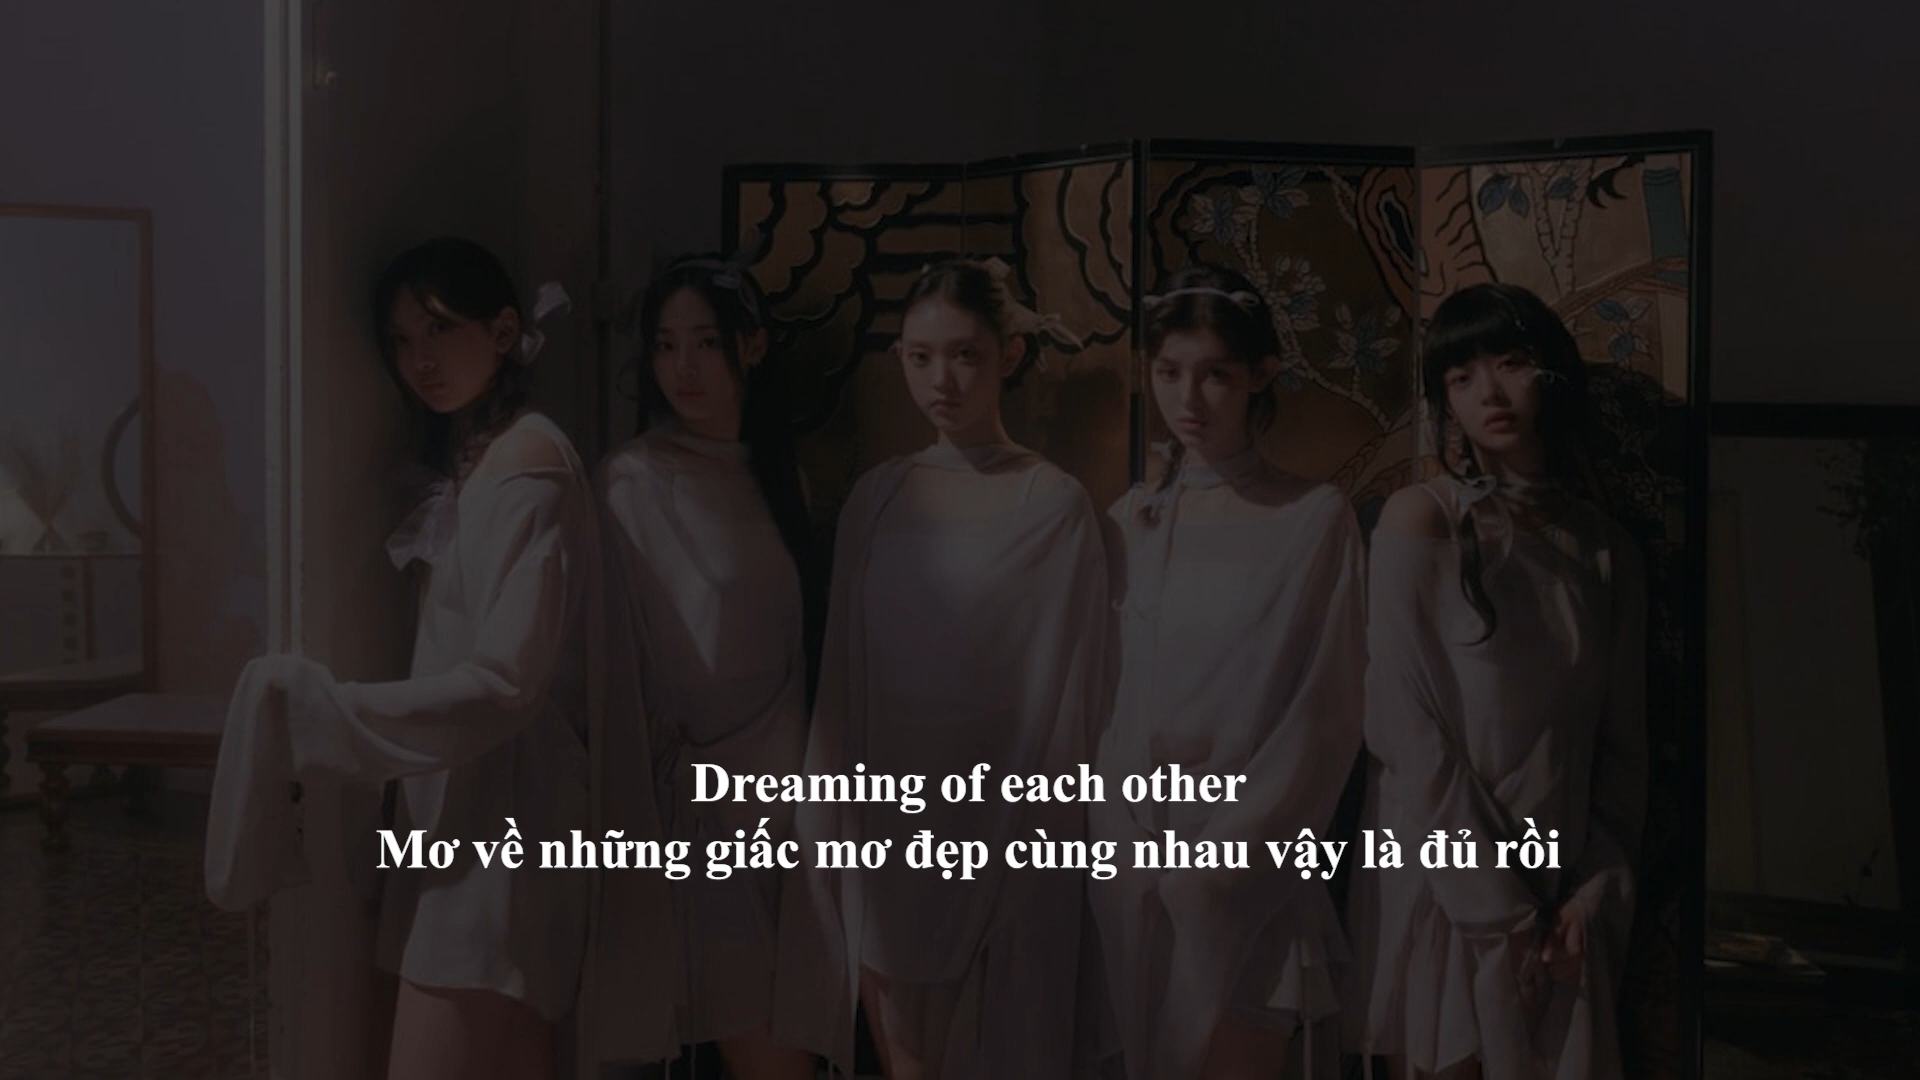 Dreaming of each other
Mơ về những giấc mơ đẹp cùng nhau vậy là đủ rồi